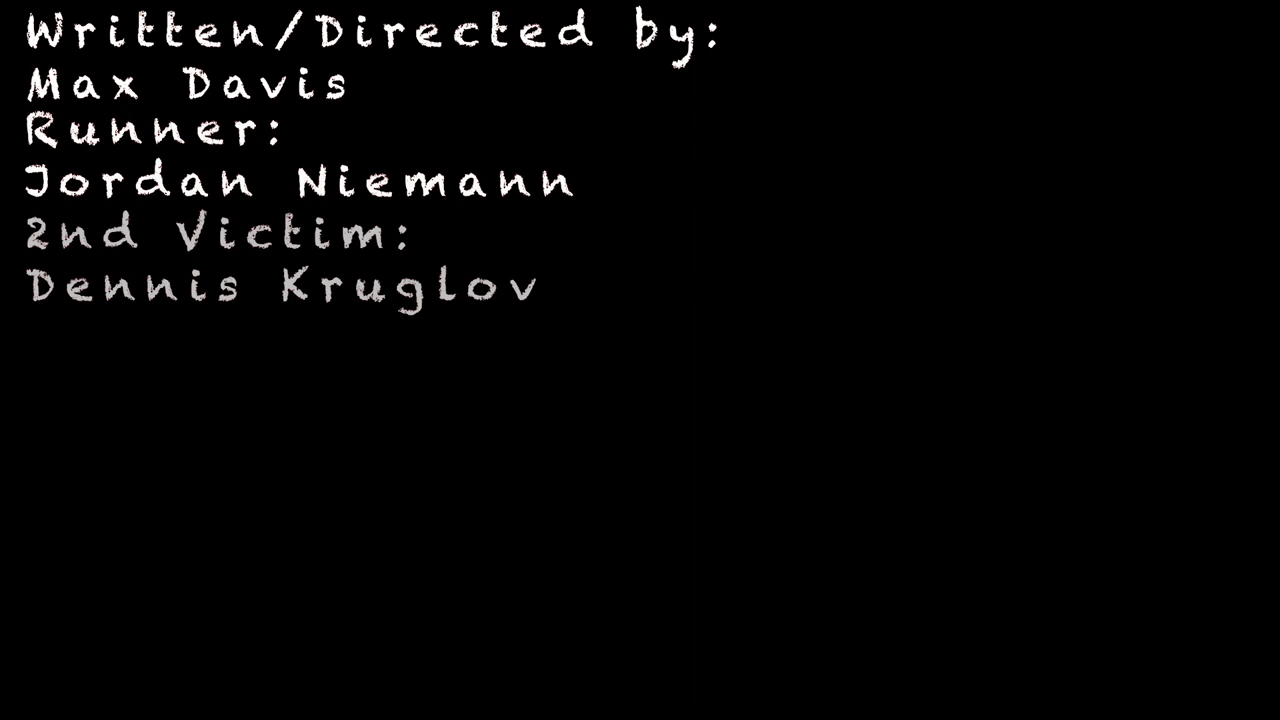 Written/Directed by:
Max Davis
Runner:
Jordan Niemann
2nd Victim:
Dennis Kruglov